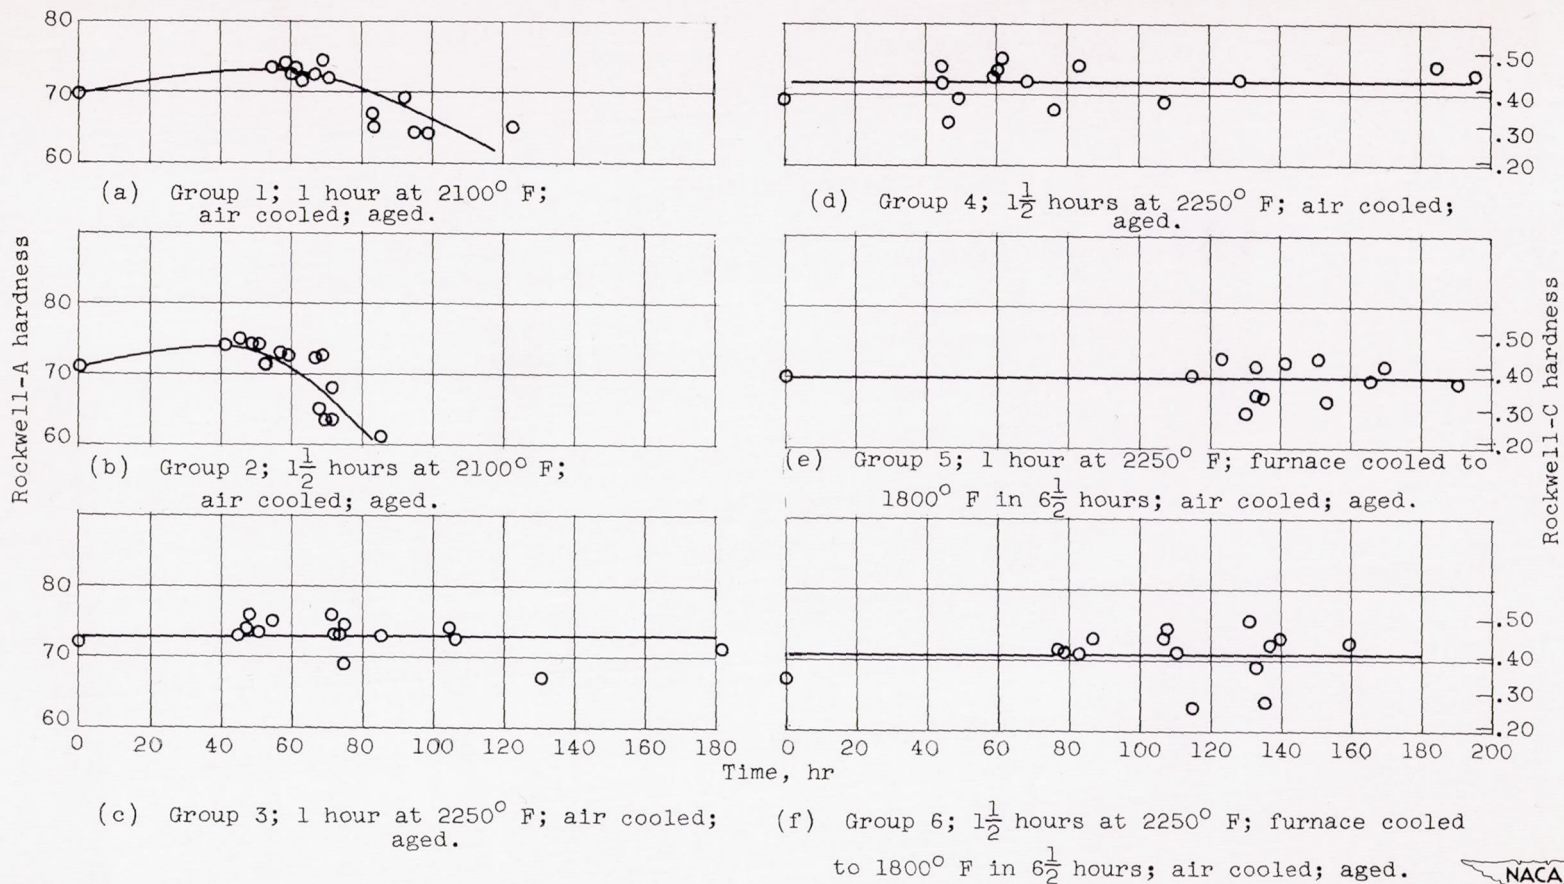 80
70
60
(a) Group 1; 1 hour at 2100° F;
air cooled; aged.
Rockwell-A hardness
80
70
60
(b) Group 2; 1 1/2 hours at 2100° F;
air cooled; aged.
80
70
60
0 20 40 60 80 100 120 140 160 180
(c) Group 3; 1 hour at 2250° F; air cooled;
aged.
.50
.40
.30
.20
(d) Group 4; 1 1/2 hours at 2250° F; air cooled;
aged.
Rockwell-C hardness
.50
.40
.30
.20
(e) Group 5; 1 hour at 2250° F; furnace cooled to
1800° F in 6 1/2 hours; air cooled; aged.
.50
.40
.30
.20
0 20 40 60 80 100 120 140 160 180 200
Time, hr
(f) Group 6; 1 1/2 hours at 2250° F; furnace cooled
to 1800° F in 6 1/2 hours; air cooled; aged.
NACA